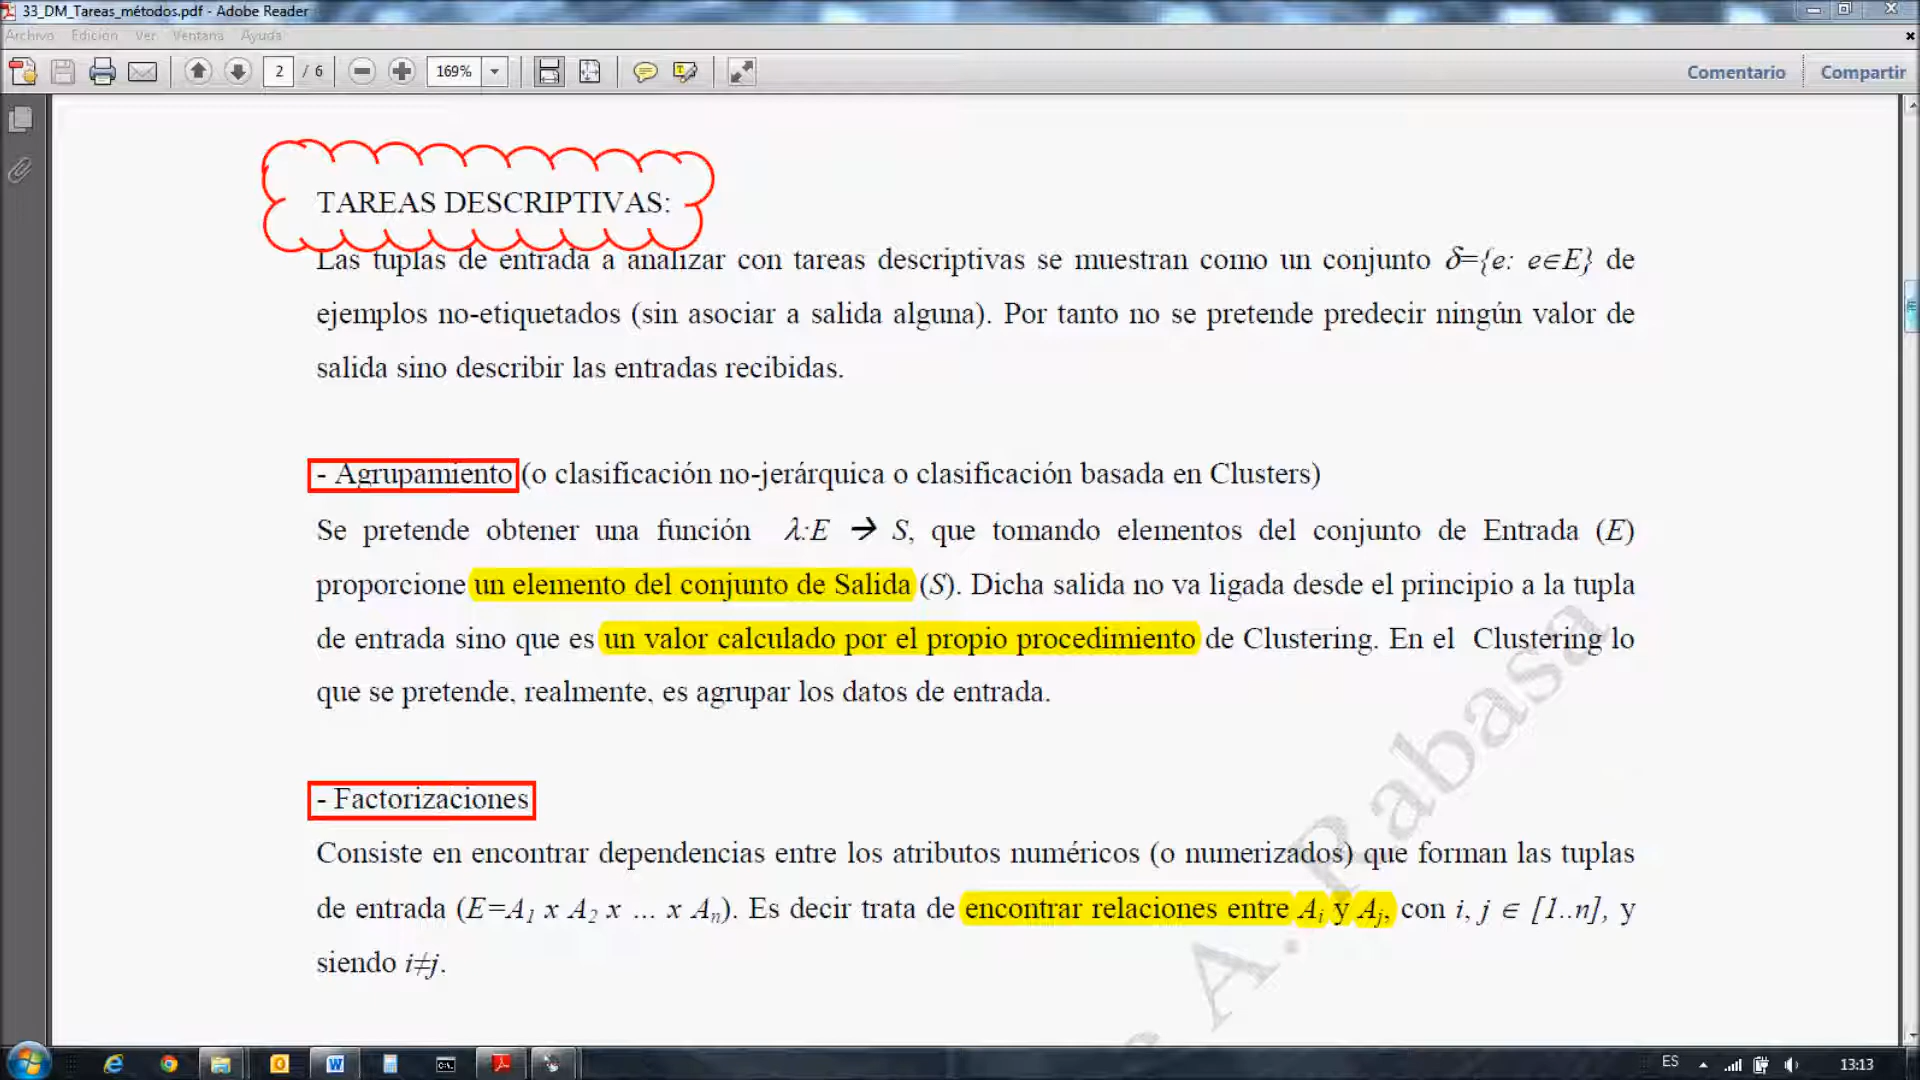 33_DM_Tareas_métodos.pdf - Adobe Reader
Archivo Edición Ver Ventana Ayuda
2 / 6 169% Comentario Compartir
TAREAS DESCRIPTIVAS:
Las tuplas de entrada a analizar con tareas descriptivas se muestran como un conjunto δ={e: e∈E} de
ejemplos no-etiquetados (sin asociar a salida alguna). Por tanto no se pretende predecir ningún valor de
salida sino describir las entradas recibidas.
- Agrupamiento (o clasificación no-jerárquica o clasificación basada en Clusters)
Se pretende obtener una función λ:E → S, que tomando elementos del conjunto de Entrada (E)
proporcione un elemento del conjunto de Salida (S). Dicha salida no va ligada desde el principio a la tupla
de entrada sino que es un valor calculado por el propio procedimiento de Clustering. En el Clustering lo
que se pretende, realmente, es agrupar los datos de entrada.
- Factorizaciones
Consiste en encontrar dependencias entre los atributos numéricos (o numerizados) que forman las tuplas
de entrada (E=A1 x A2 x ... x An). Es decir trata de encontrar relaciones entre Ai y Aj, con i, j ∈ [1..n], y
siendo i≠j.
A. Rabasa
ES 13:13